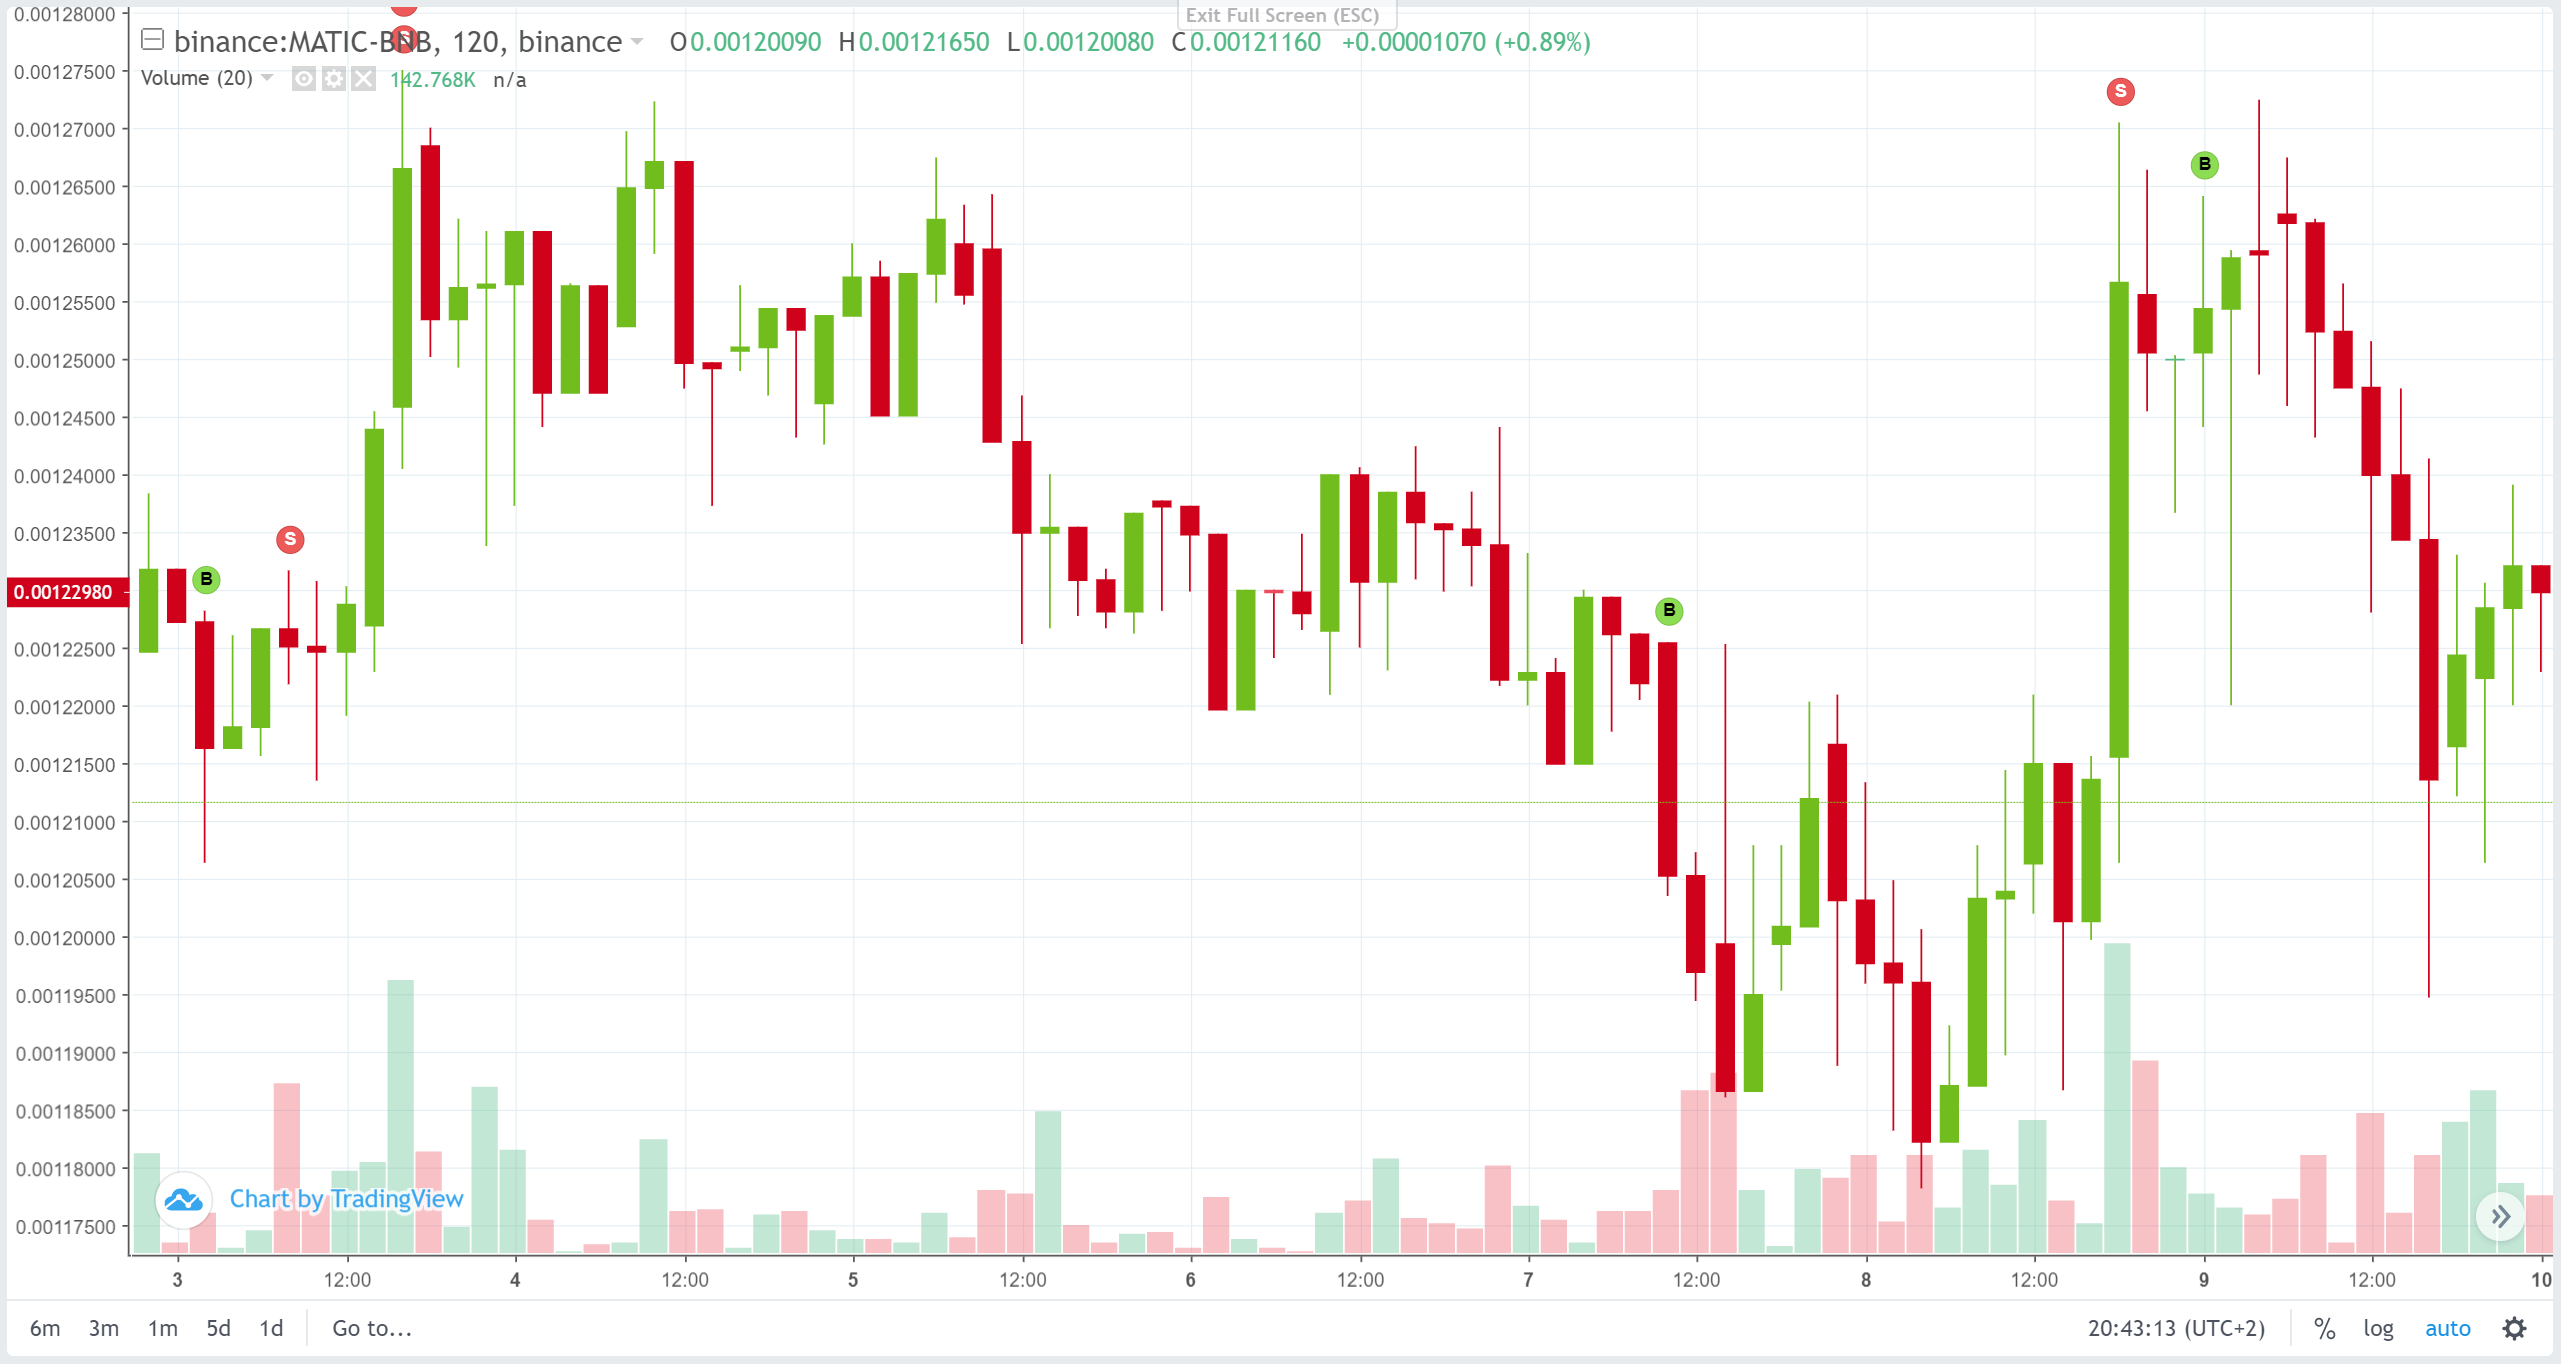 Exit Full Screen (ESC)
binance:MATIC-BNB, 120, binance O0.00120090 H0.00121650 L0.00120080 C0.00121160 +0.00001070 (+0.89%)
Volume (20) 142.768K n/a
0.00128000
0.00127500
0.00127000
0.00126500
0.00126000
0.00125500
0.00125000
0.00124500
0.00124000
0.00123500
0.00122980
0.00122500
0.00122000
0.00121500
0.00121000
0.00120500
0.00120000
0.00119500
0.00119000
0.00118500
0.00118000
0.00117500
B
S
B
S
B
Chart by TradingView
3 12:00 4 12:00 5 12:00 6 12:00 7 12:00 8 12:00 9 12:00 10
6m 3m 1m 5d 1d Go to... 20:43:13 (UTC+2) % log auto